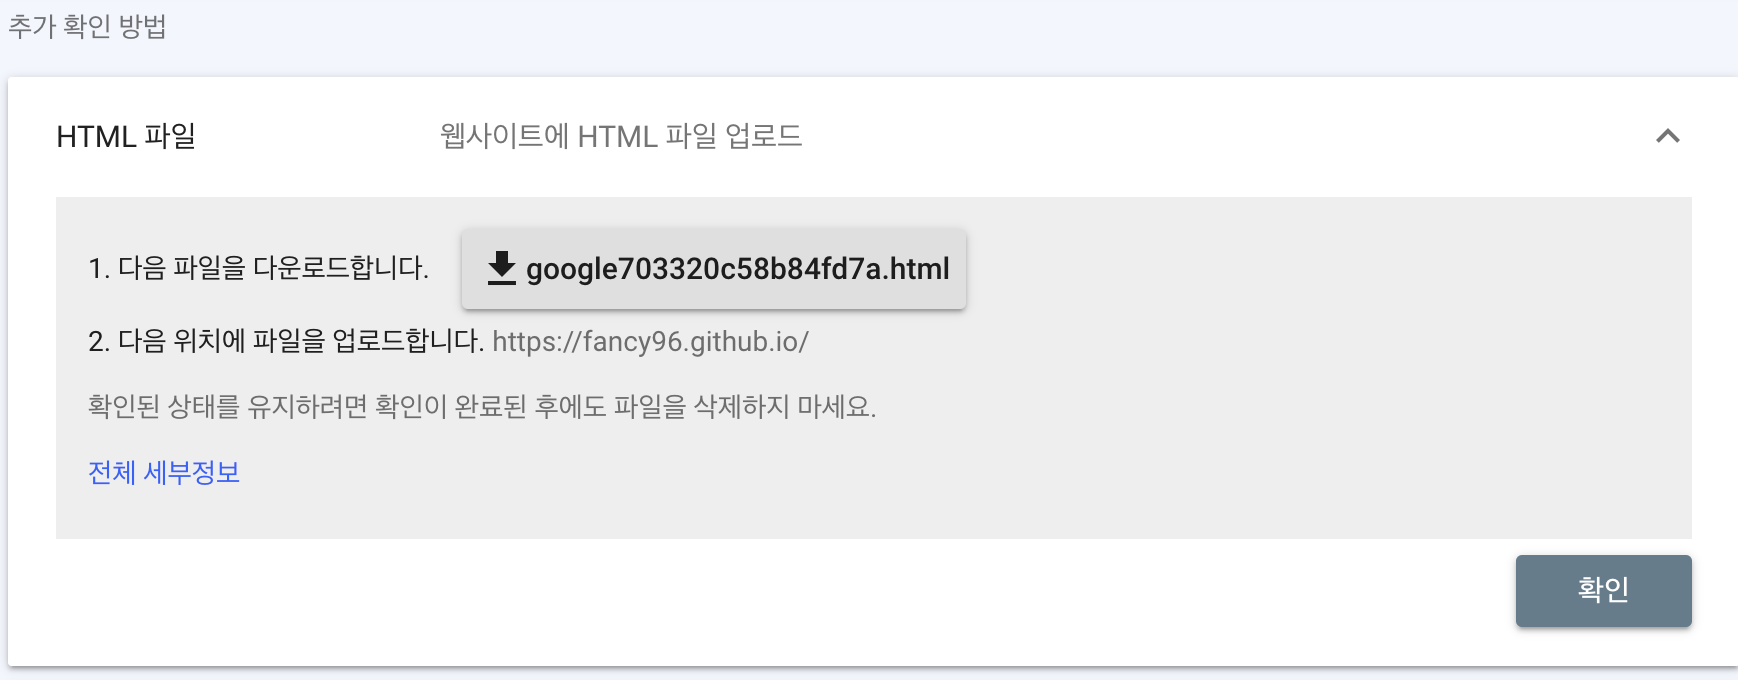 추가 확인 방법
HTML 파일 웹사이트에 HTML 파일 업로드
1. 다음 파일을 다운로드합니다. google703320c58b84fd7a.html
2. 다음 위치에 파일을 업로드합니다. https://fancy96.github.io/
확인된 상태를 유지하려면 확인이 완료된 후에도 파일을 삭제하지 마세요.
전체 세부정보
확인